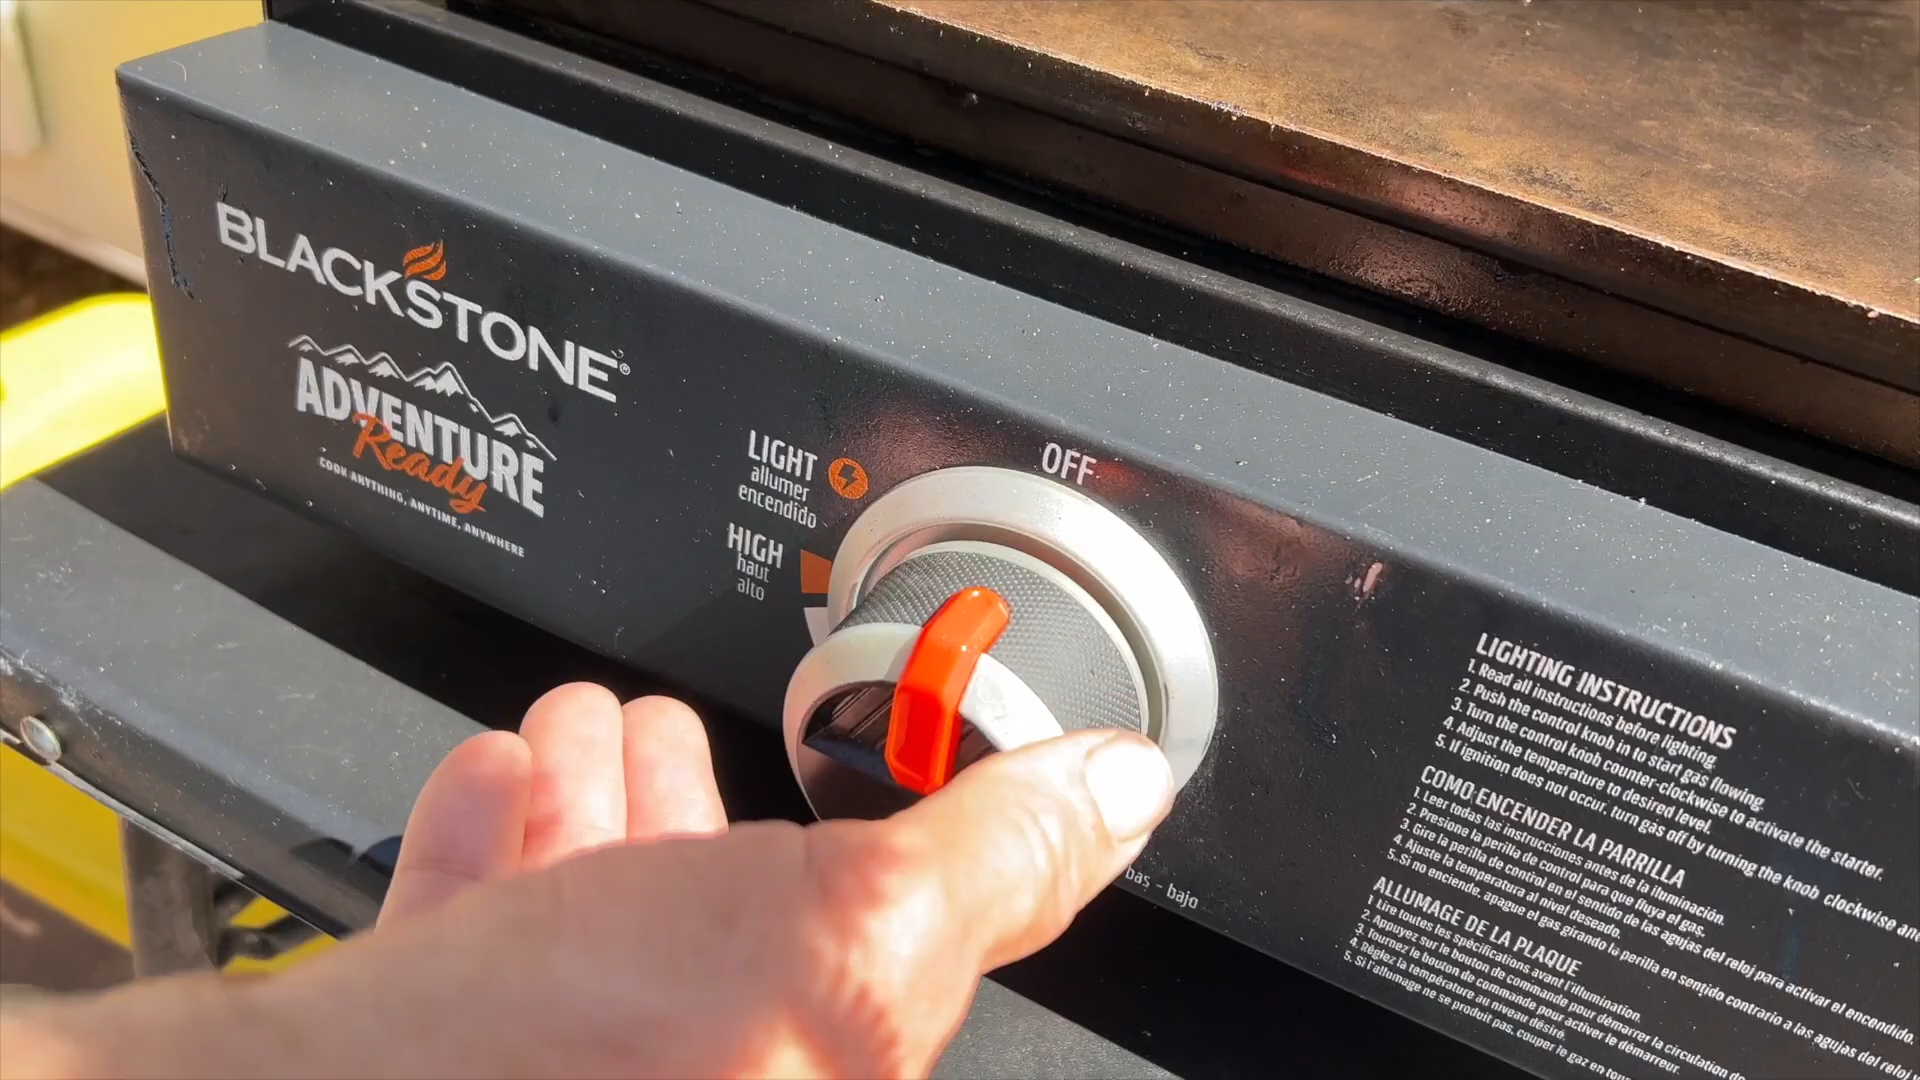 BLACKSTONE®
ADVENTURE
Ready
COOK ANYTHING, ANYTIME, ANYWHERE
LIGHT
allumer
encendido
HIGH
haut
alto
OFF
bas - bajo
LIGHTING INSTRUCTIONS
1. Read all instructions before lighting.
2. Push the control knob in to start gas flowing.
3. Turn the control knob counter-clockwise to activate the starter.
4. Adjust the temperature to desired level.
5. If ignition does not occur, turn gas off by turning the knob clockwise and
COMO ENCENDER LA PARRILLA
1. Leer todas las instrucciones antes de la iluminación.
2. Presione la perilla de control para que fluya el gas.
3. Gire la perilla de control en el sentido de las agujas del reloj para activar el encendido.
4. Ajuste la temperatura al nivel deseado.
5. Si no enciende, apague el gas girando la perilla en sentido contrario a las agujas del reloj
ALLUMAGE DE LA PLAQUE
1 Lire toutes les spécifications avant l'illumination.
2. Appuyez sur le bouton de commande pour démarrer la circulation
3. Tournez le bouton de commande pour activer le démarreur.
4. Réglez la température au niveau désiré.
5. Si l'allumage ne se produit pas, couper le gaz en